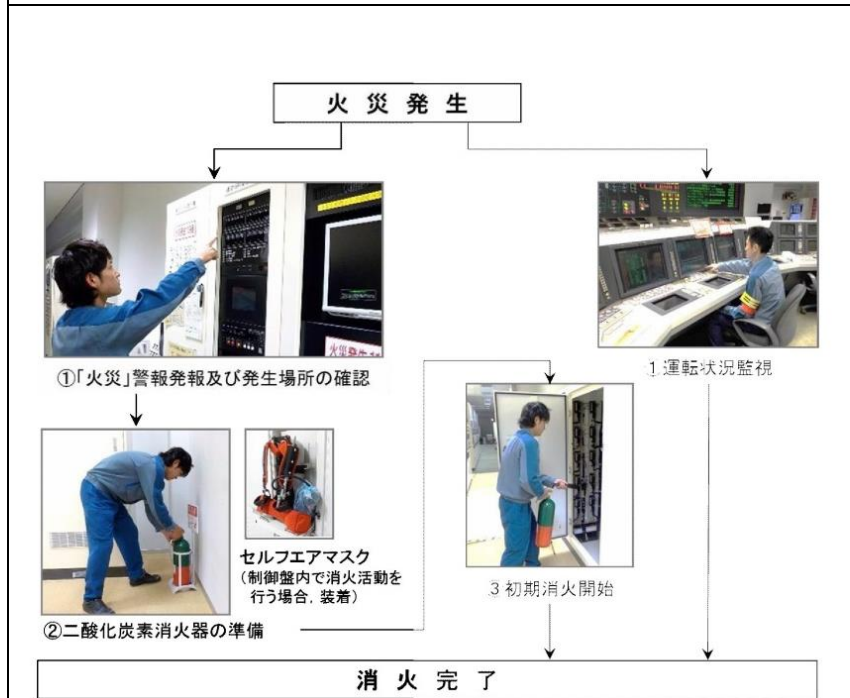 火災発生
①「火災」警報発報及び発生場所の確認
1 運転状況監視
セルフエアマスク
(制御盤内で消火活動を
行う場合,装着)
②二酸化炭素消火器の準備
3 初期消火開始
消火完了